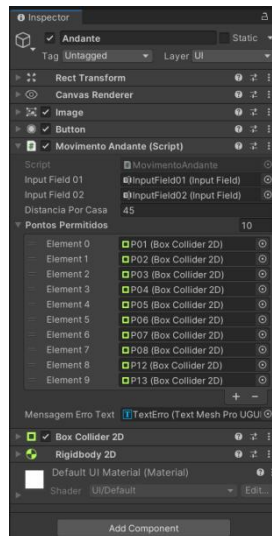 Inspector
Andante Static
Tag Untagged Layer UI
Rect Transform
Canvas Renderer
Image
Button
Movimento Andante (Script)
Script MovimentoAndante
Input Field 01 InputField01 (Input Field)
Input Field 02 InputField02 (Input Field)
Distancia Por Casa 45
Pontos Permitidos 10
Element 0 P01 (Box Collider 2D)
Element 1 P02 (Box Collider 2D)
Element 2 P03 (Box Collider 2D)
Element 3 P04 (Box Collider 2D)
Element 4 P05 (Box Collider 2D)
Element 5 P06 (Box Collider 2D)
Element 6 P07 (Box Collider 2D)
Element 7 P08 (Box Collider 2D)
Element 8 P12 (Box Collider 2D)
Element 9 P13 (Box Collider 2D)
+ −
Mensagem Erro Text TextErro (Text Mesh Pro UGUI
Box Collider 2D
Rigidbody 2D
Default UI Material (Material)
Shader UI/Default Edit...
Add Component